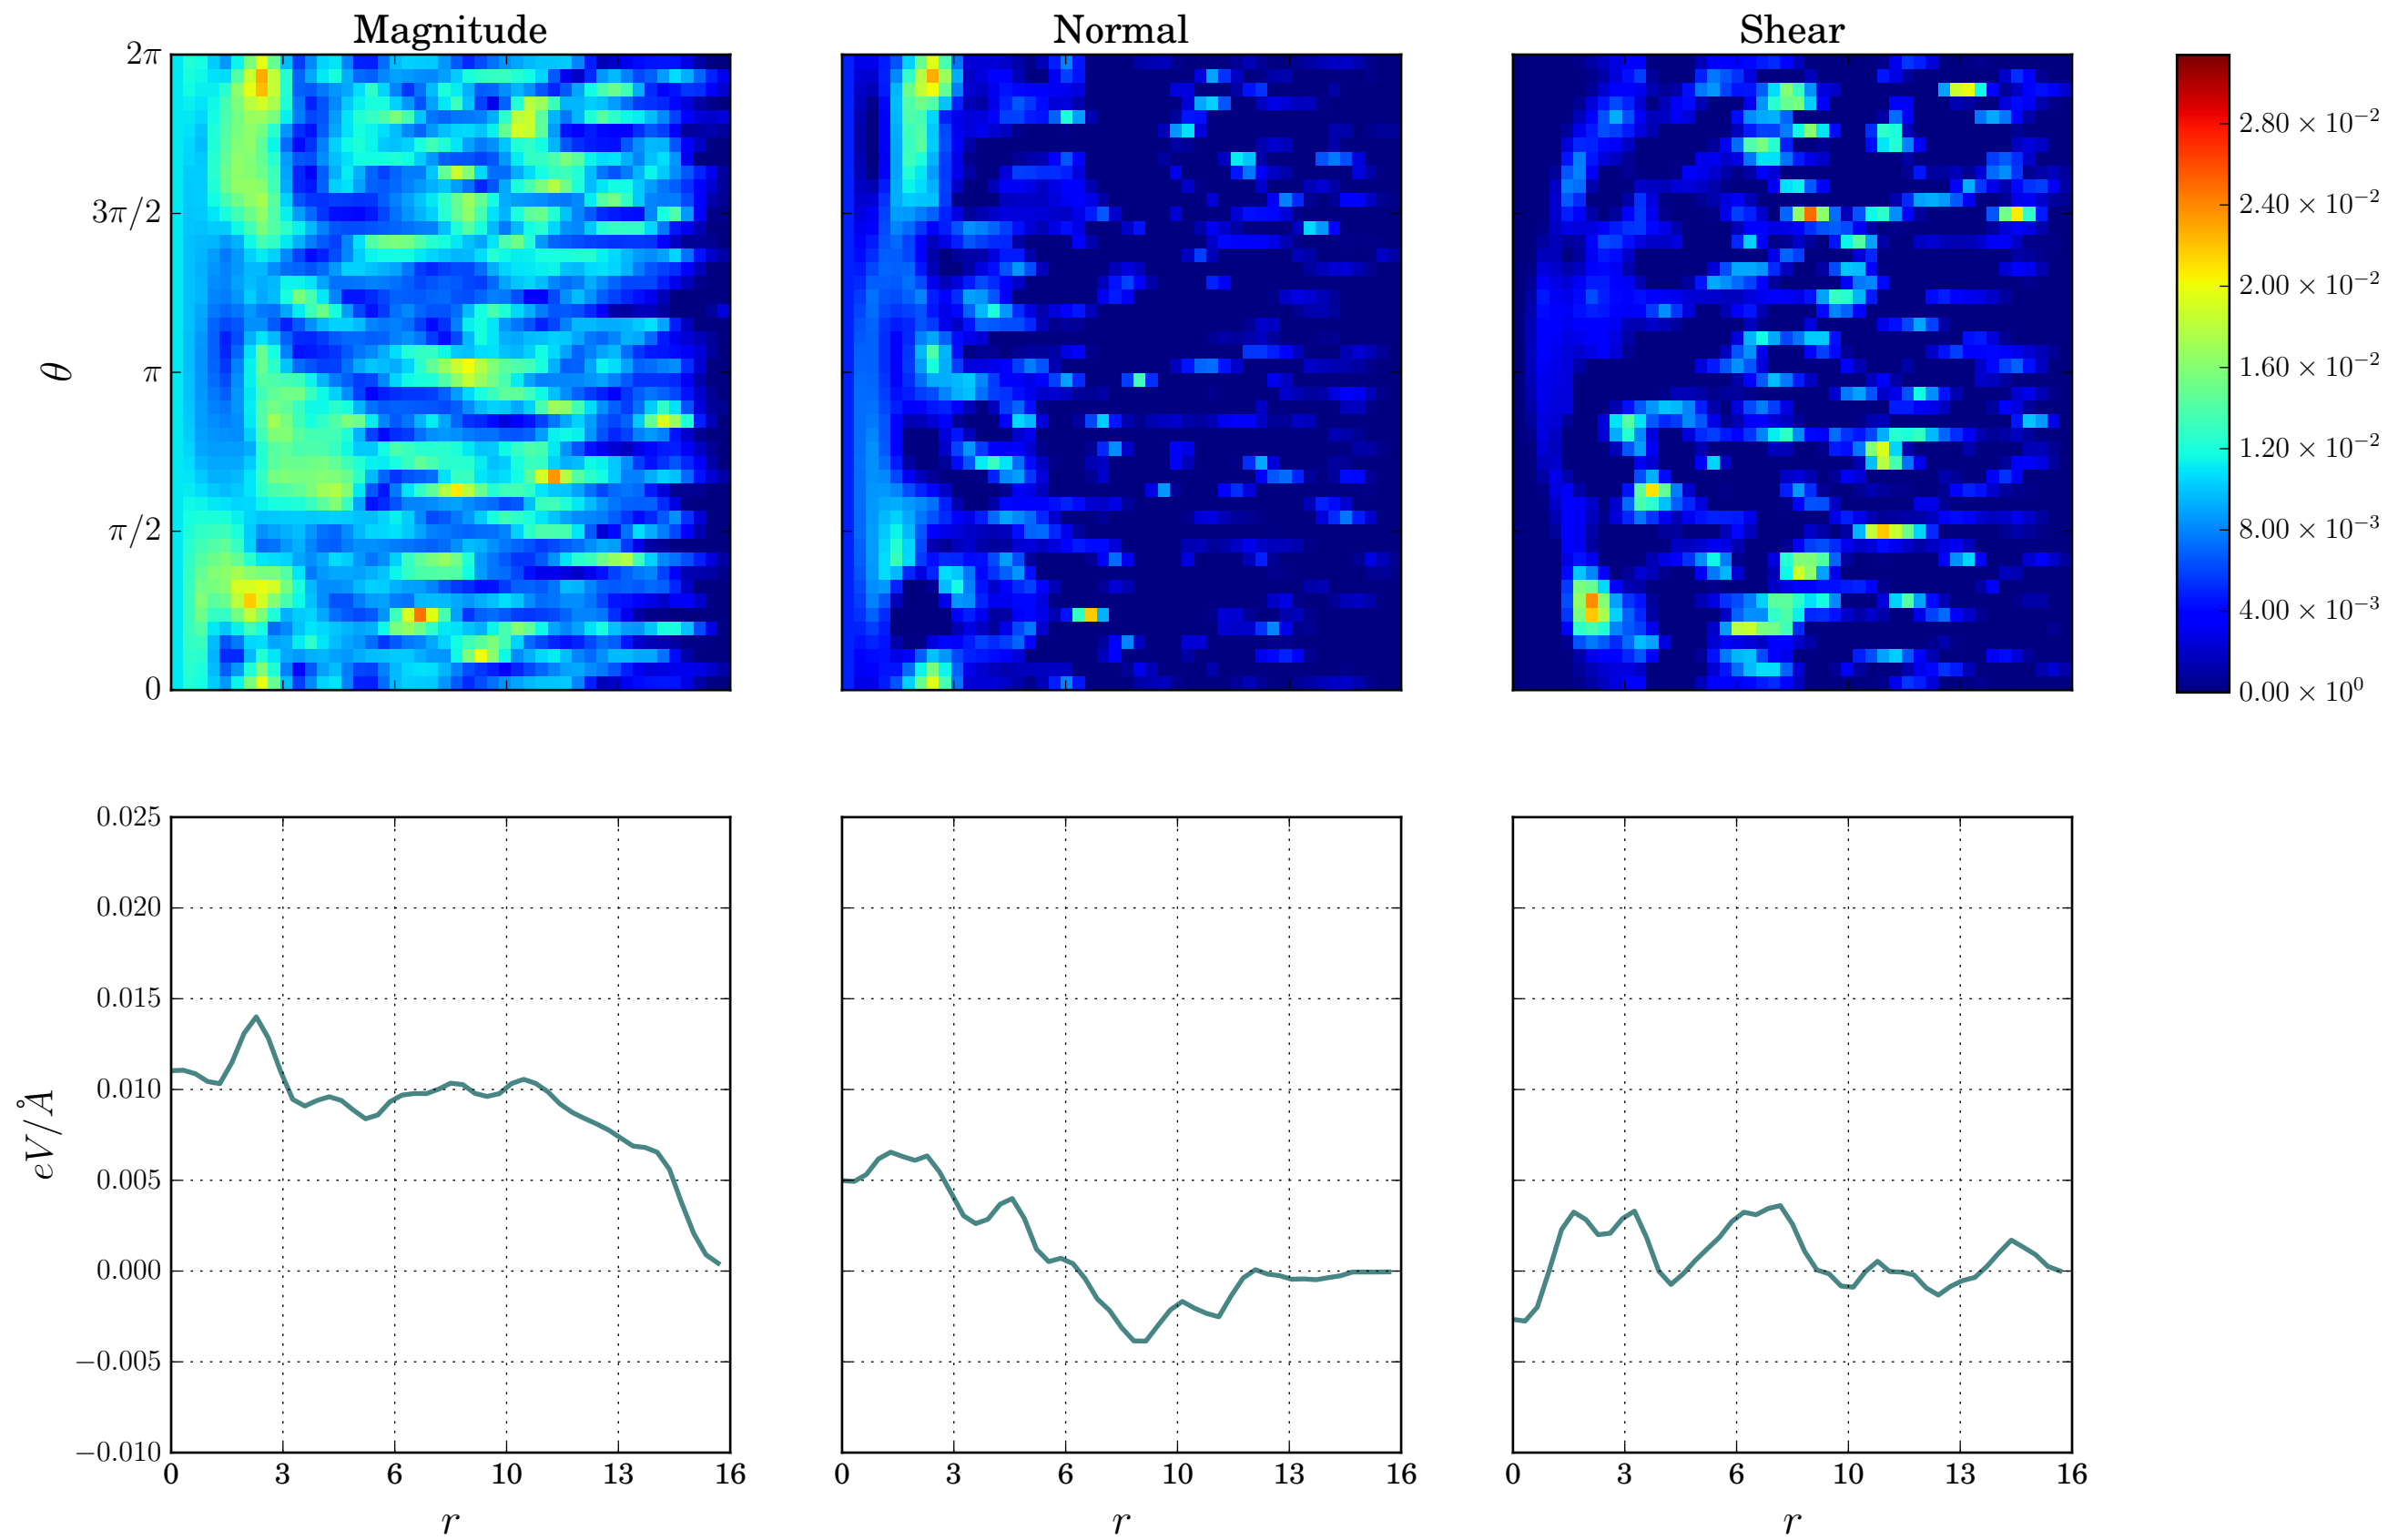 Magnitude Normal Shear
2π
3π/2
π
π/2
0
θ
2.80 × 10⁻²
2.40 × 10⁻²
2.00 × 10⁻²
1.60 × 10⁻²
1.20 × 10⁻²
8.00 × 10⁻³
4.00 × 10⁻³
0.00 × 10⁰
0.025
0.020
0.015
0.010
0.005
0.000
−0.005
−0.010
eV/Å
0 3 6 10 13 16 0 3 6 10 13 16 0 3 6 10 13 16
r r r